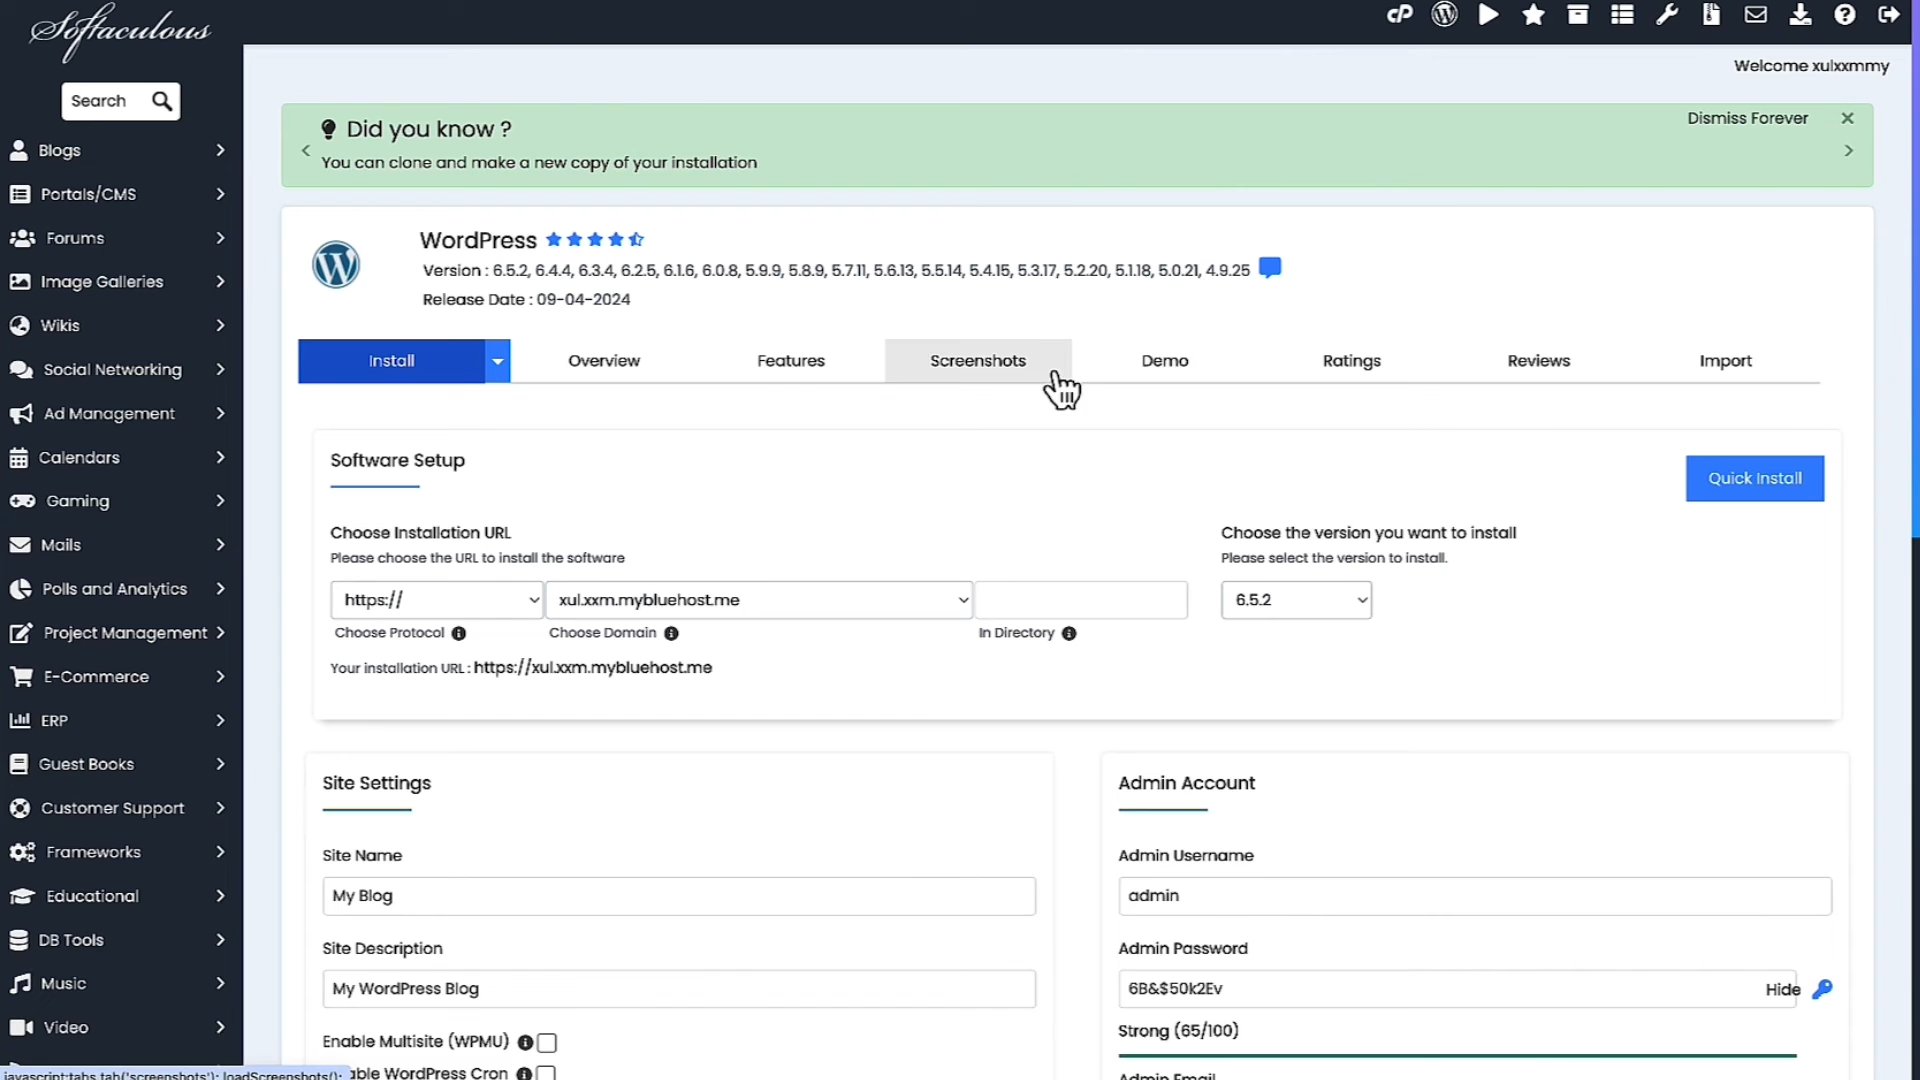 Softaculous
Welcome xulxxmmy
Search
Blogs
Portals/CMS
Forums
Image Galleries
Wikis
Social Networking
Ad Management
Calendars
Gaming
Mails
Polls and Analytics
Project Management
E-Commerce
ERP
Guest Books
Customer Support
Frameworks
Educational
DB Tools
Music
Video
Did you know ?
Dismiss Forever
You can clone and make a new copy of your installation
WordPress
Version : 6.5.2, 6.4.4, 6.3.4, 6.2.5, 6.1.6, 6.0.8, 5.9.9, 5.8.9, 5.7.11, 5.6.13, 5.5.14, 5.4.15, 5.3.17, 5.2.20, 5.1.18, 5.0.21, 4.9.25
Release Date : 09-04-2024
Install Overview Features Screenshots Demo Ratings Reviews Import
Software Setup
Quick Install
Choose Installation URL
Please choose the URL to install the software
https:// xul.xxm.mybluehost.me
Choose Protocol Choose Domain In Directory
Your installation URL : https://xul.xxm.mybluehost.me
Choose the version you want to install
Please select the version to install.
6.5.2
Site Settings
Site Name
My Blog
Site Description
My WordPress Blog
Enable Multisite (WPMU)
able WordPress Cron
Admin Account
Admin Username
admin
Admin Password
6B&$50k2Ev
Hide
Strong (65/100)
Admin Email
javascript:tabs.tab('screenshots'); loadScreenshots();